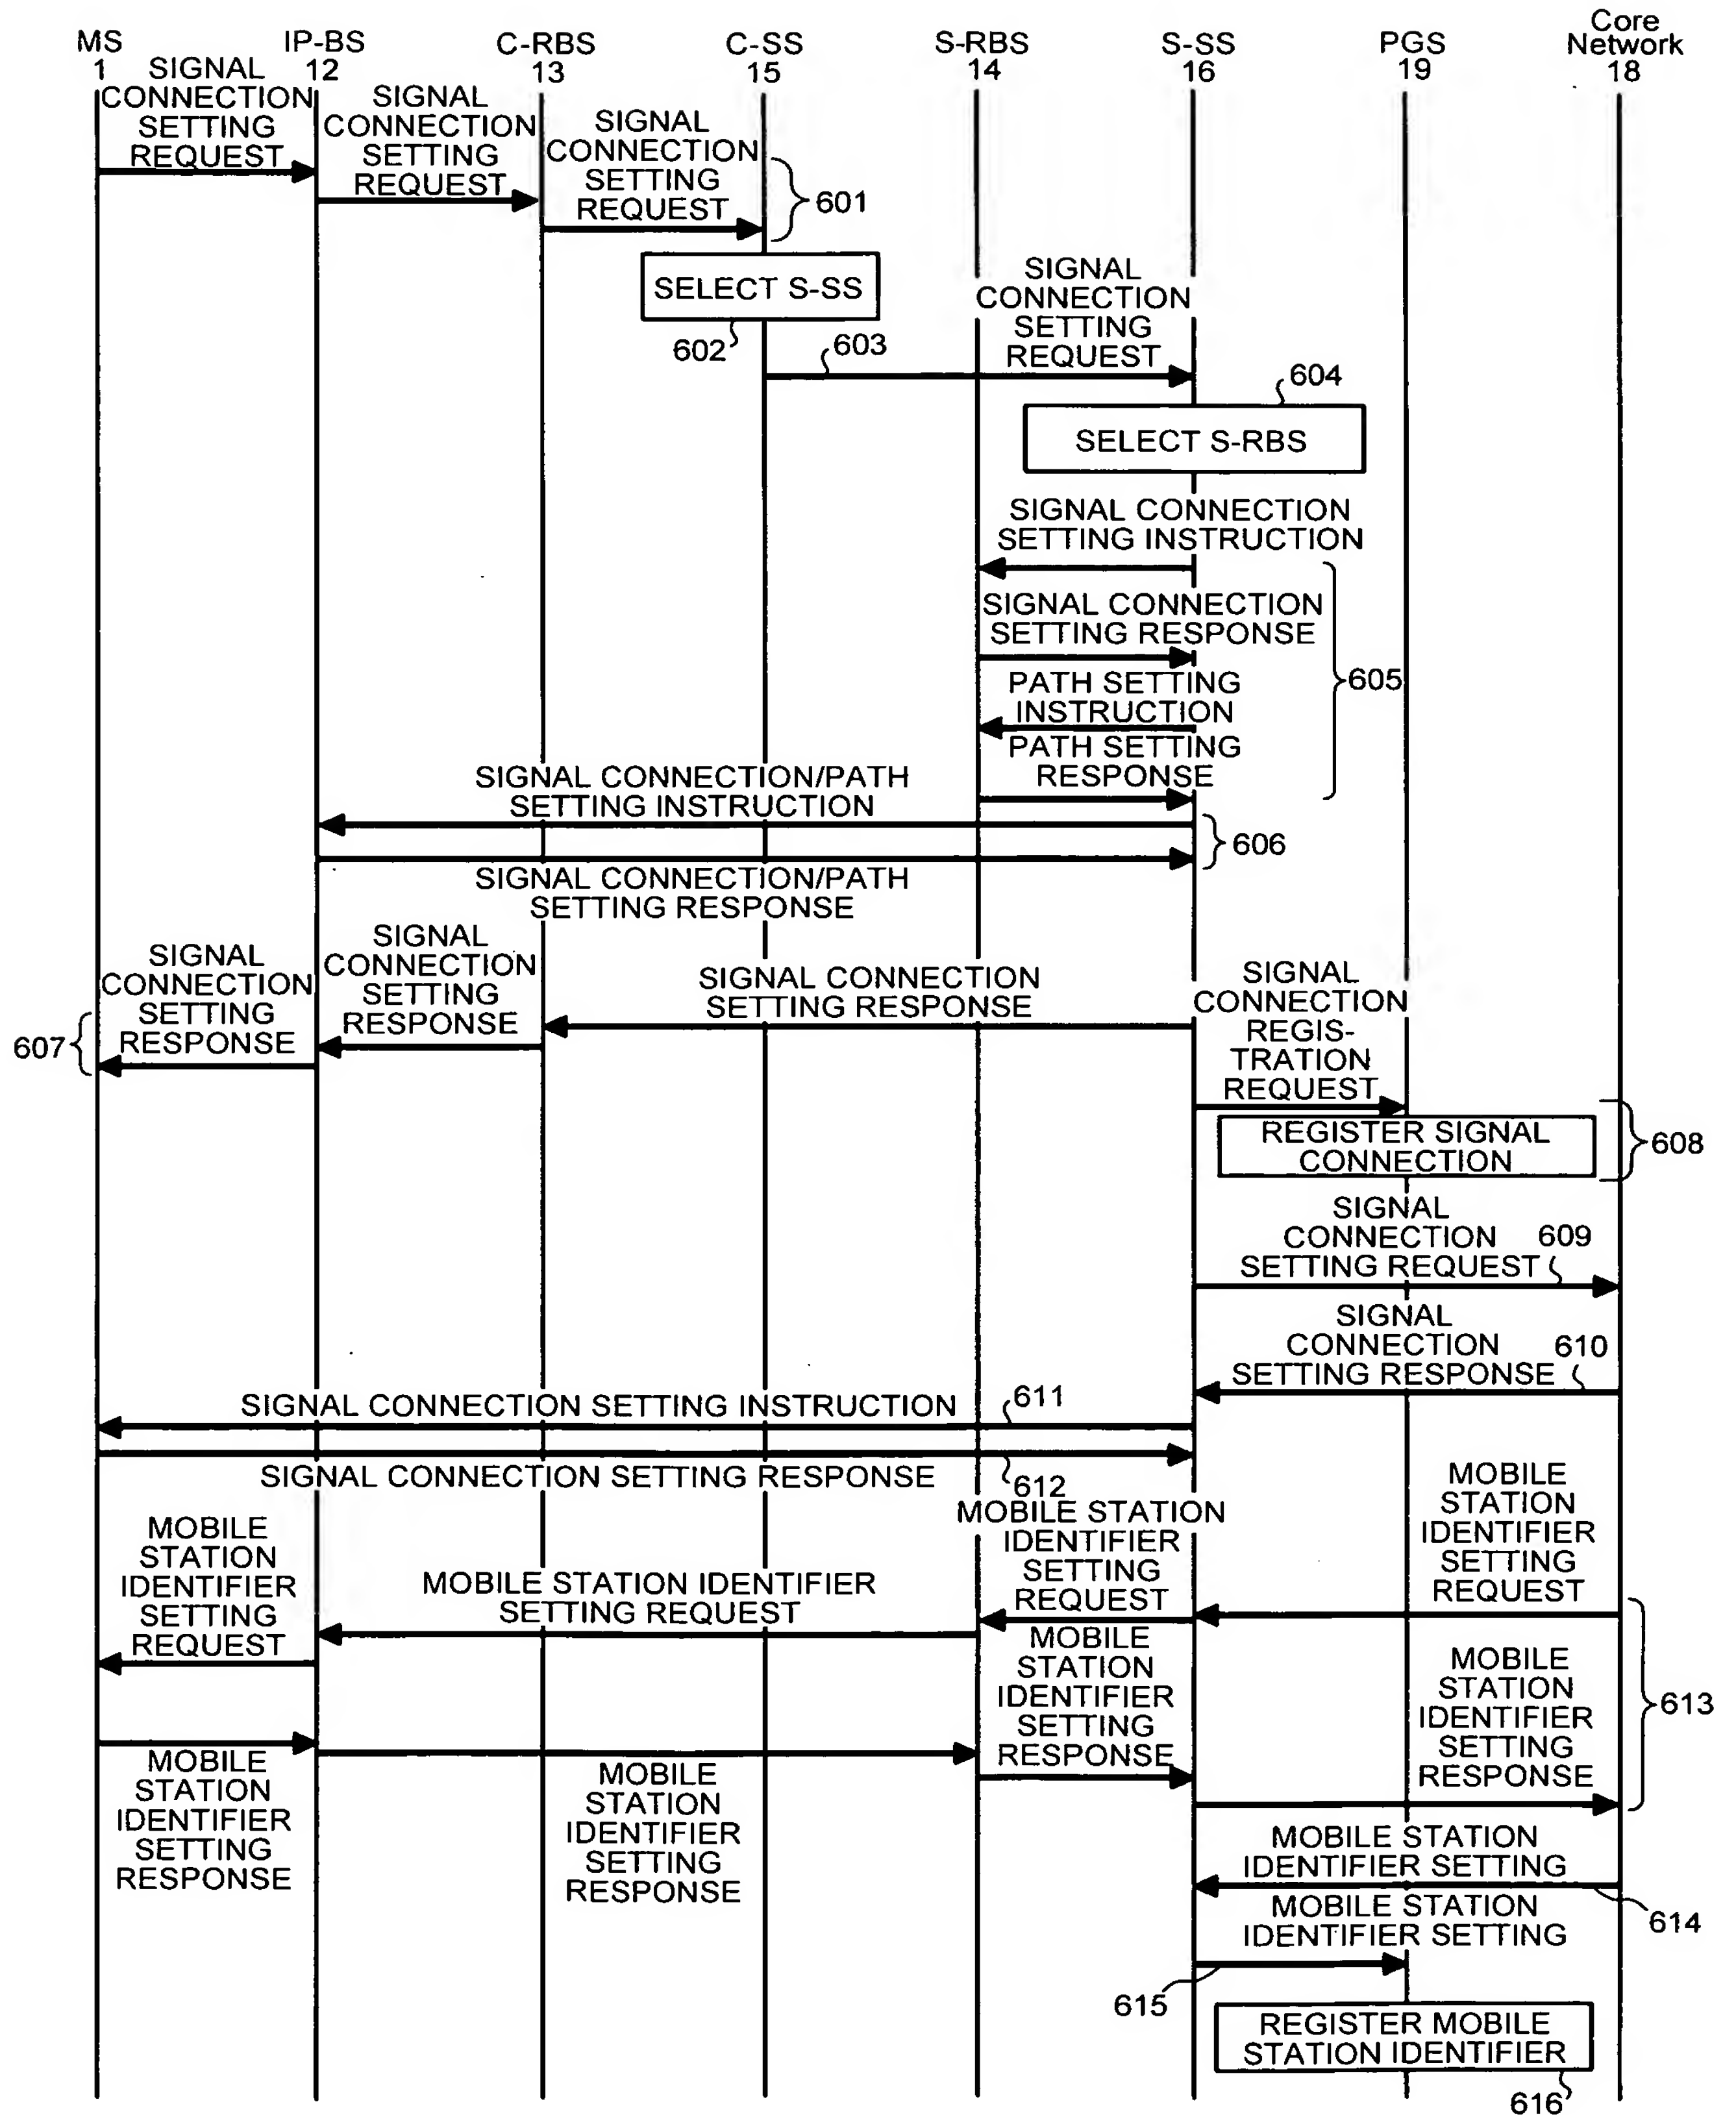 MS
1
IP-BS
12
C-RBS
13
C-SS
15
S-RBS
14
S-SS
16
PGS
19
Core
Network
18
SIGNAL
CONNECTION
SETTING
REQUEST
SIGNAL
CONNECTION
SETTING
REQUEST
SIGNAL
CONNECTION
SETTING
REQUEST
601
SELECT S-SS
602
603
SIGNAL
CONNECTION
SETTING
REQUEST
604
SELECT S-RBS
SIGNAL CONNECTION
SETTING INSTRUCTION
SIGNAL CONNECTION
SETTING RESPONSE
PATH SETTING
INSTRUCTION
PATH SETTING
RESPONSE
605
SIGNAL CONNECTION/PATH
SETTING INSTRUCTION
606
SIGNAL CONNECTION/PATH
SETTING RESPONSE
SIGNAL
CONNECTION
SETTING
RESPONSE
607
SIGNAL
CONNECTION
SETTING
RESPONSE
SIGNAL CONNECTION
SETTING RESPONSE
SIGNAL
CONNECTION
REGIS-
TRATION
REQUEST
REGISTER SIGNAL
CONNECTION
608
SIGNAL
CONNECTION
SETTING REQUEST
609
SIGNAL
CONNECTION
SETTING RESPONSE
610
SIGNAL CONNECTION SETTING INSTRUCTION
611
SIGNAL CONNECTION SETTING RESPONSE
612
MOBILE
STATION
IDENTIFIER
SETTING
REQUEST
MOBILE STATION
IDENTIFIER
SETTING
REQUEST
MOBILE STATION IDENTIFIER
SETTING REQUEST
MOBILE
STATION
IDENTIFIER
SETTING
REQUEST
MOBILE
STATION
IDENTIFIER
SETTING
RESPONSE
MOBILE
STATION
IDENTIFIER
SETTING
RESPONSE
MOBILE
STATION
IDENTIFIER
SETTING
RESPONSE
MOBILE
STATION
IDENTIFIER
SETTING
RESPONSE
613
MOBILE STATION
IDENTIFIER SETTING
614
MOBILE STATION
IDENTIFIER SETTING
615
REGISTER MOBILE
STATION IDENTIFIER
616